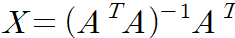 X = (A^T A)^{-1} A^T